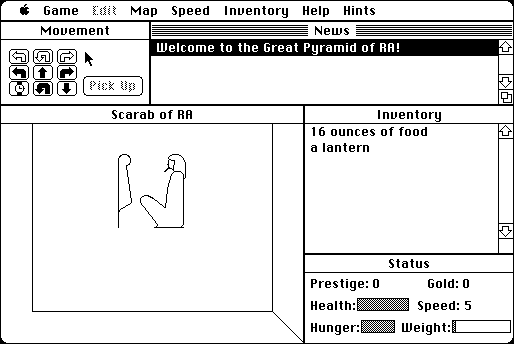 Game Edit Map Speed Inventory Help Hints
Movement
News
Welcome to the Great Pyramid of RA!
Pick Up
Scarab of RA
Inventory
16 ounces of food
a lantern
Status
Prestige: 0 Gold: 0
Health: Speed: 5
Hunger: Weight: